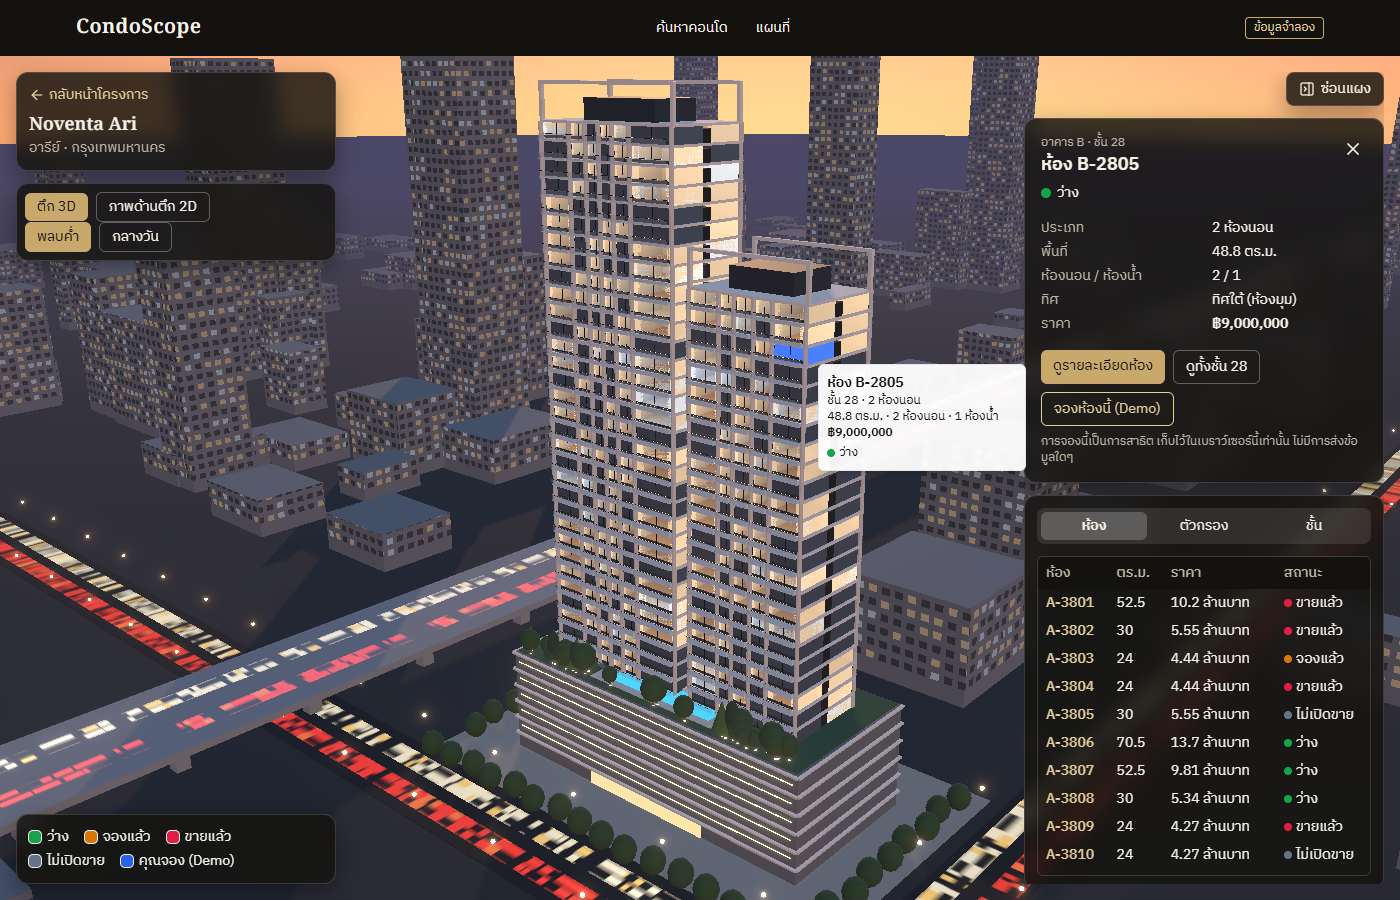 CondoScope
ค้นหาคอนโด
แผนที่
ข้อมูลจำลอง
← กลับหน้าโครงการ
Noventa Ari
อารีย์ · กรุงเทพมหานคร
ตึก 3D
ภาพด้านตึก 2D
พลบค่ำ
กลางวัน
ซ่อนแผง
อาคาร B · ชั้น 28
ห้อง B-2805
ว่าง
ประเภท 2 ห้องนอน
พื้นที่ 48.8 ตร.ม.
ห้องนอน / ห้องน้ำ 2 / 1
ทิศ ทิศใต้ (ห้องมุม)
ราคา ฿9,000,000
ดูรายละเอียดห้อง
ดูทั้งชั้น 28
จองห้องนี้ (Demo)
การจองนี้เป็นการสาธิต เก็บไว้ในเบราว์เซอร์นี้เท่านั้น ไม่มีการส่งข้อ
มูลใดๆ
ห้อง B-2805
ชั้น 28 · 2 ห้องนอน
48.8 ตร.ม. · 2 ห้องนอน · 1 ห้องน้ำ
฿9,000,000
ว่าง
ห้อง ตัวกรอง ชั้น
ห้อง ตร.ม. ราคา สถานะ
A-3801 52.5 10.2 ล้านบาท ขายแล้ว
A-3802 30 5.55 ล้านบาท ขายแล้ว
A-3803 24 4.44 ล้านบาท จองแล้ว
A-3804 24 4.44 ล้านบาท ขายแล้ว
A-3805 30 5.55 ล้านบาท ไม่เปิดขาย
A-3806 70.5 13.7 ล้านบาท ว่าง
A-3807 52.5 9.81 ล้านบาท ว่าง
A-3808 30 5.34 ล้านบาท ว่าง
A-3809 24 4.27 ล้านบาท ขายแล้ว
A-3810 24 4.27 ล้านบาท ไม่เปิดขาย
ว่าง จองแล้ว ขายแล้ว
ไม่เปิดขาย คุณจอง (Demo)